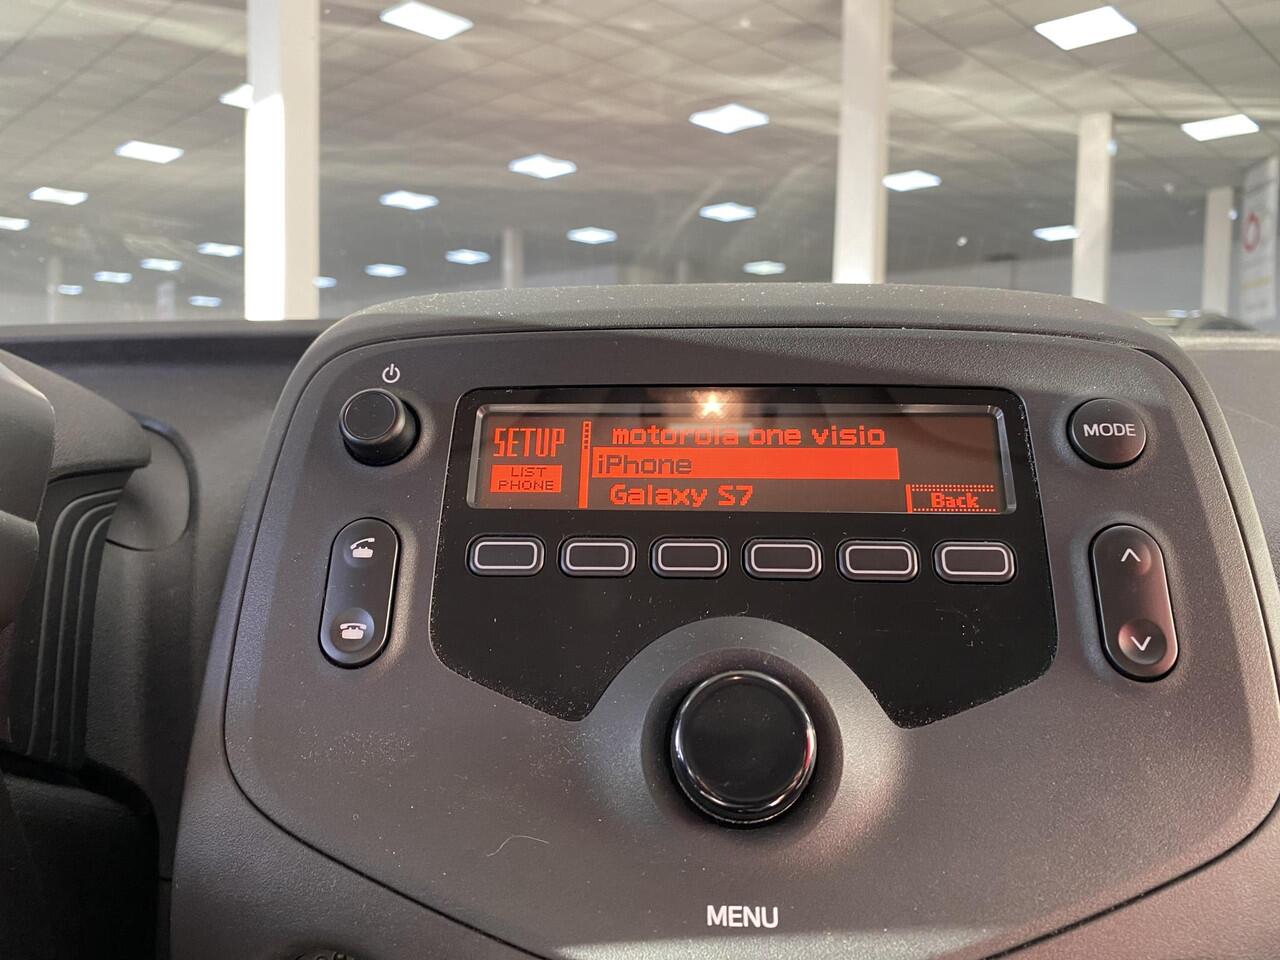 SETUP
LIST
PHONE
motorola one visio
iPhone
Galaxy S7
Back
MODE
MENU